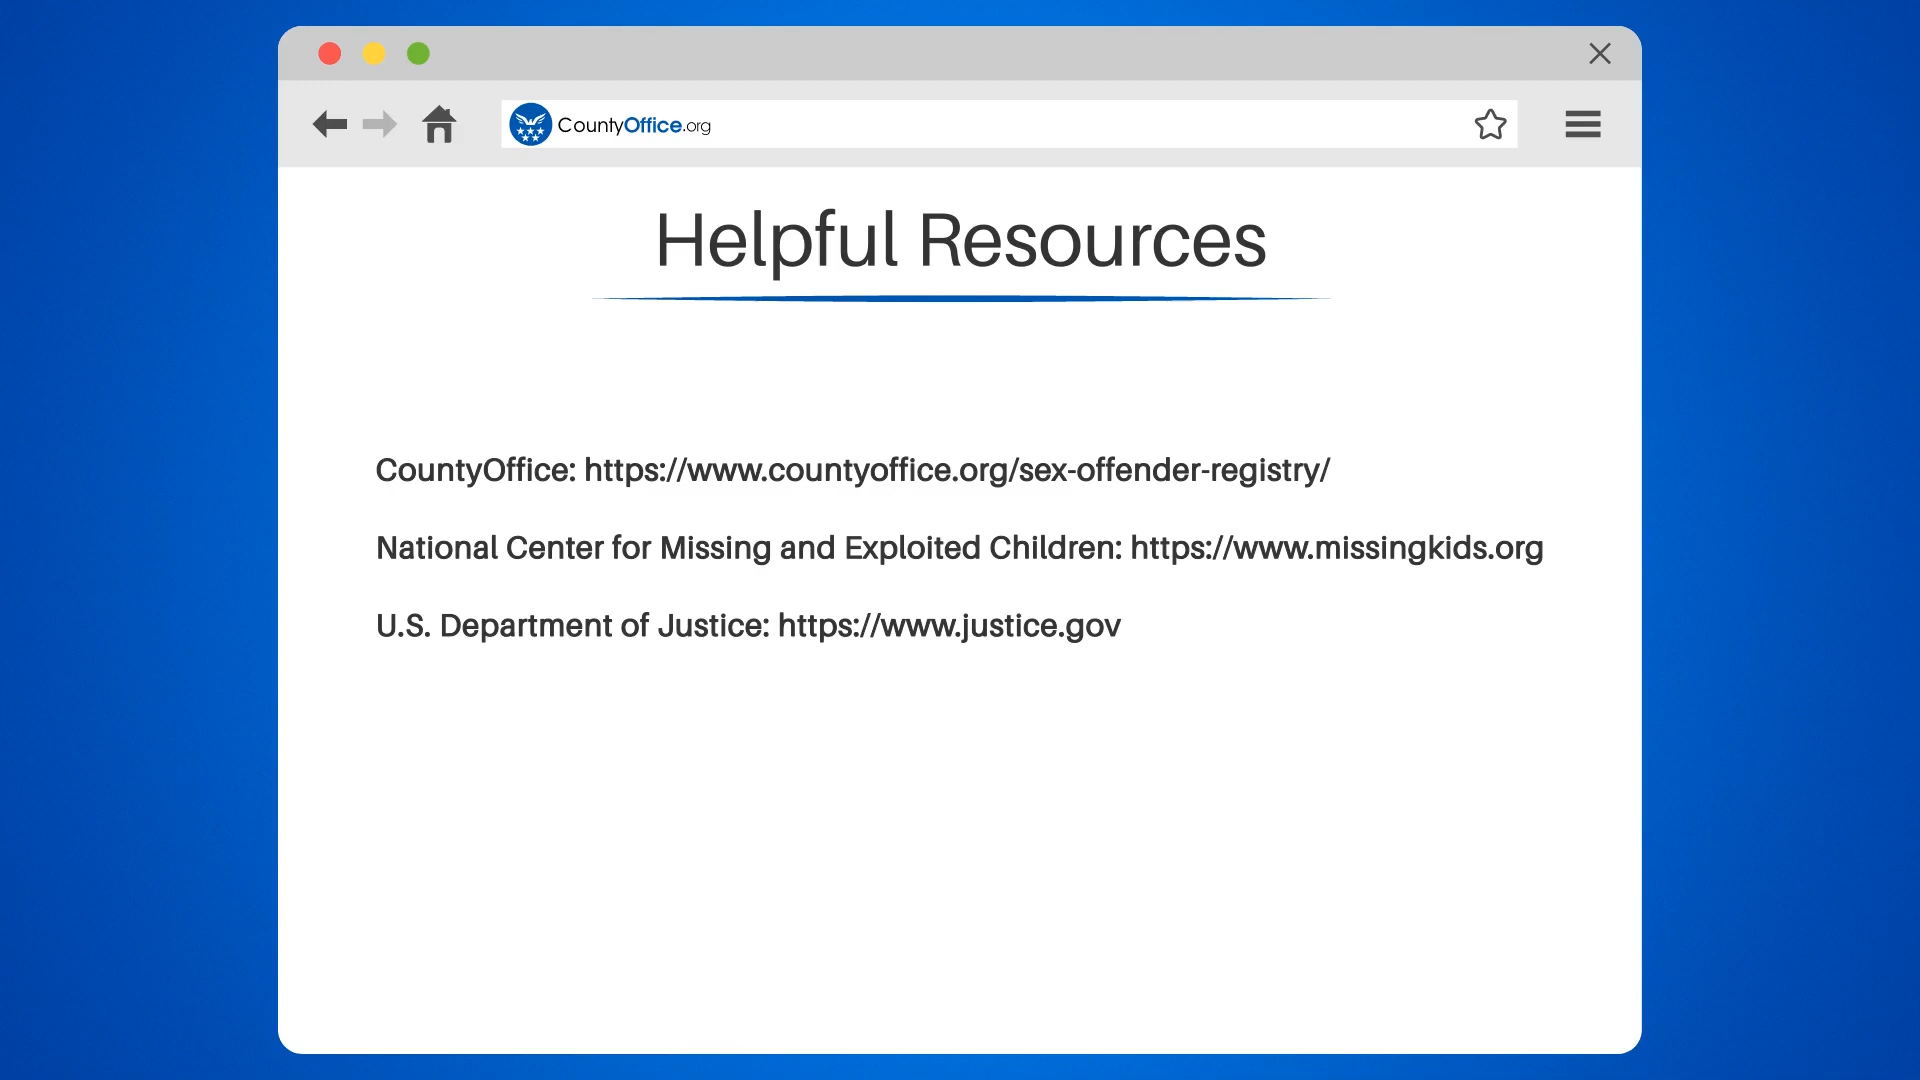 CountyOffice.org
Helpful Resources
CountyOffice: https://www.countyoffice.org/sex-offender-registry/
National Center for Missing and Exploited Children: https://www.missingkids.org
U.S. Department of Justice: https://www.justice.gov